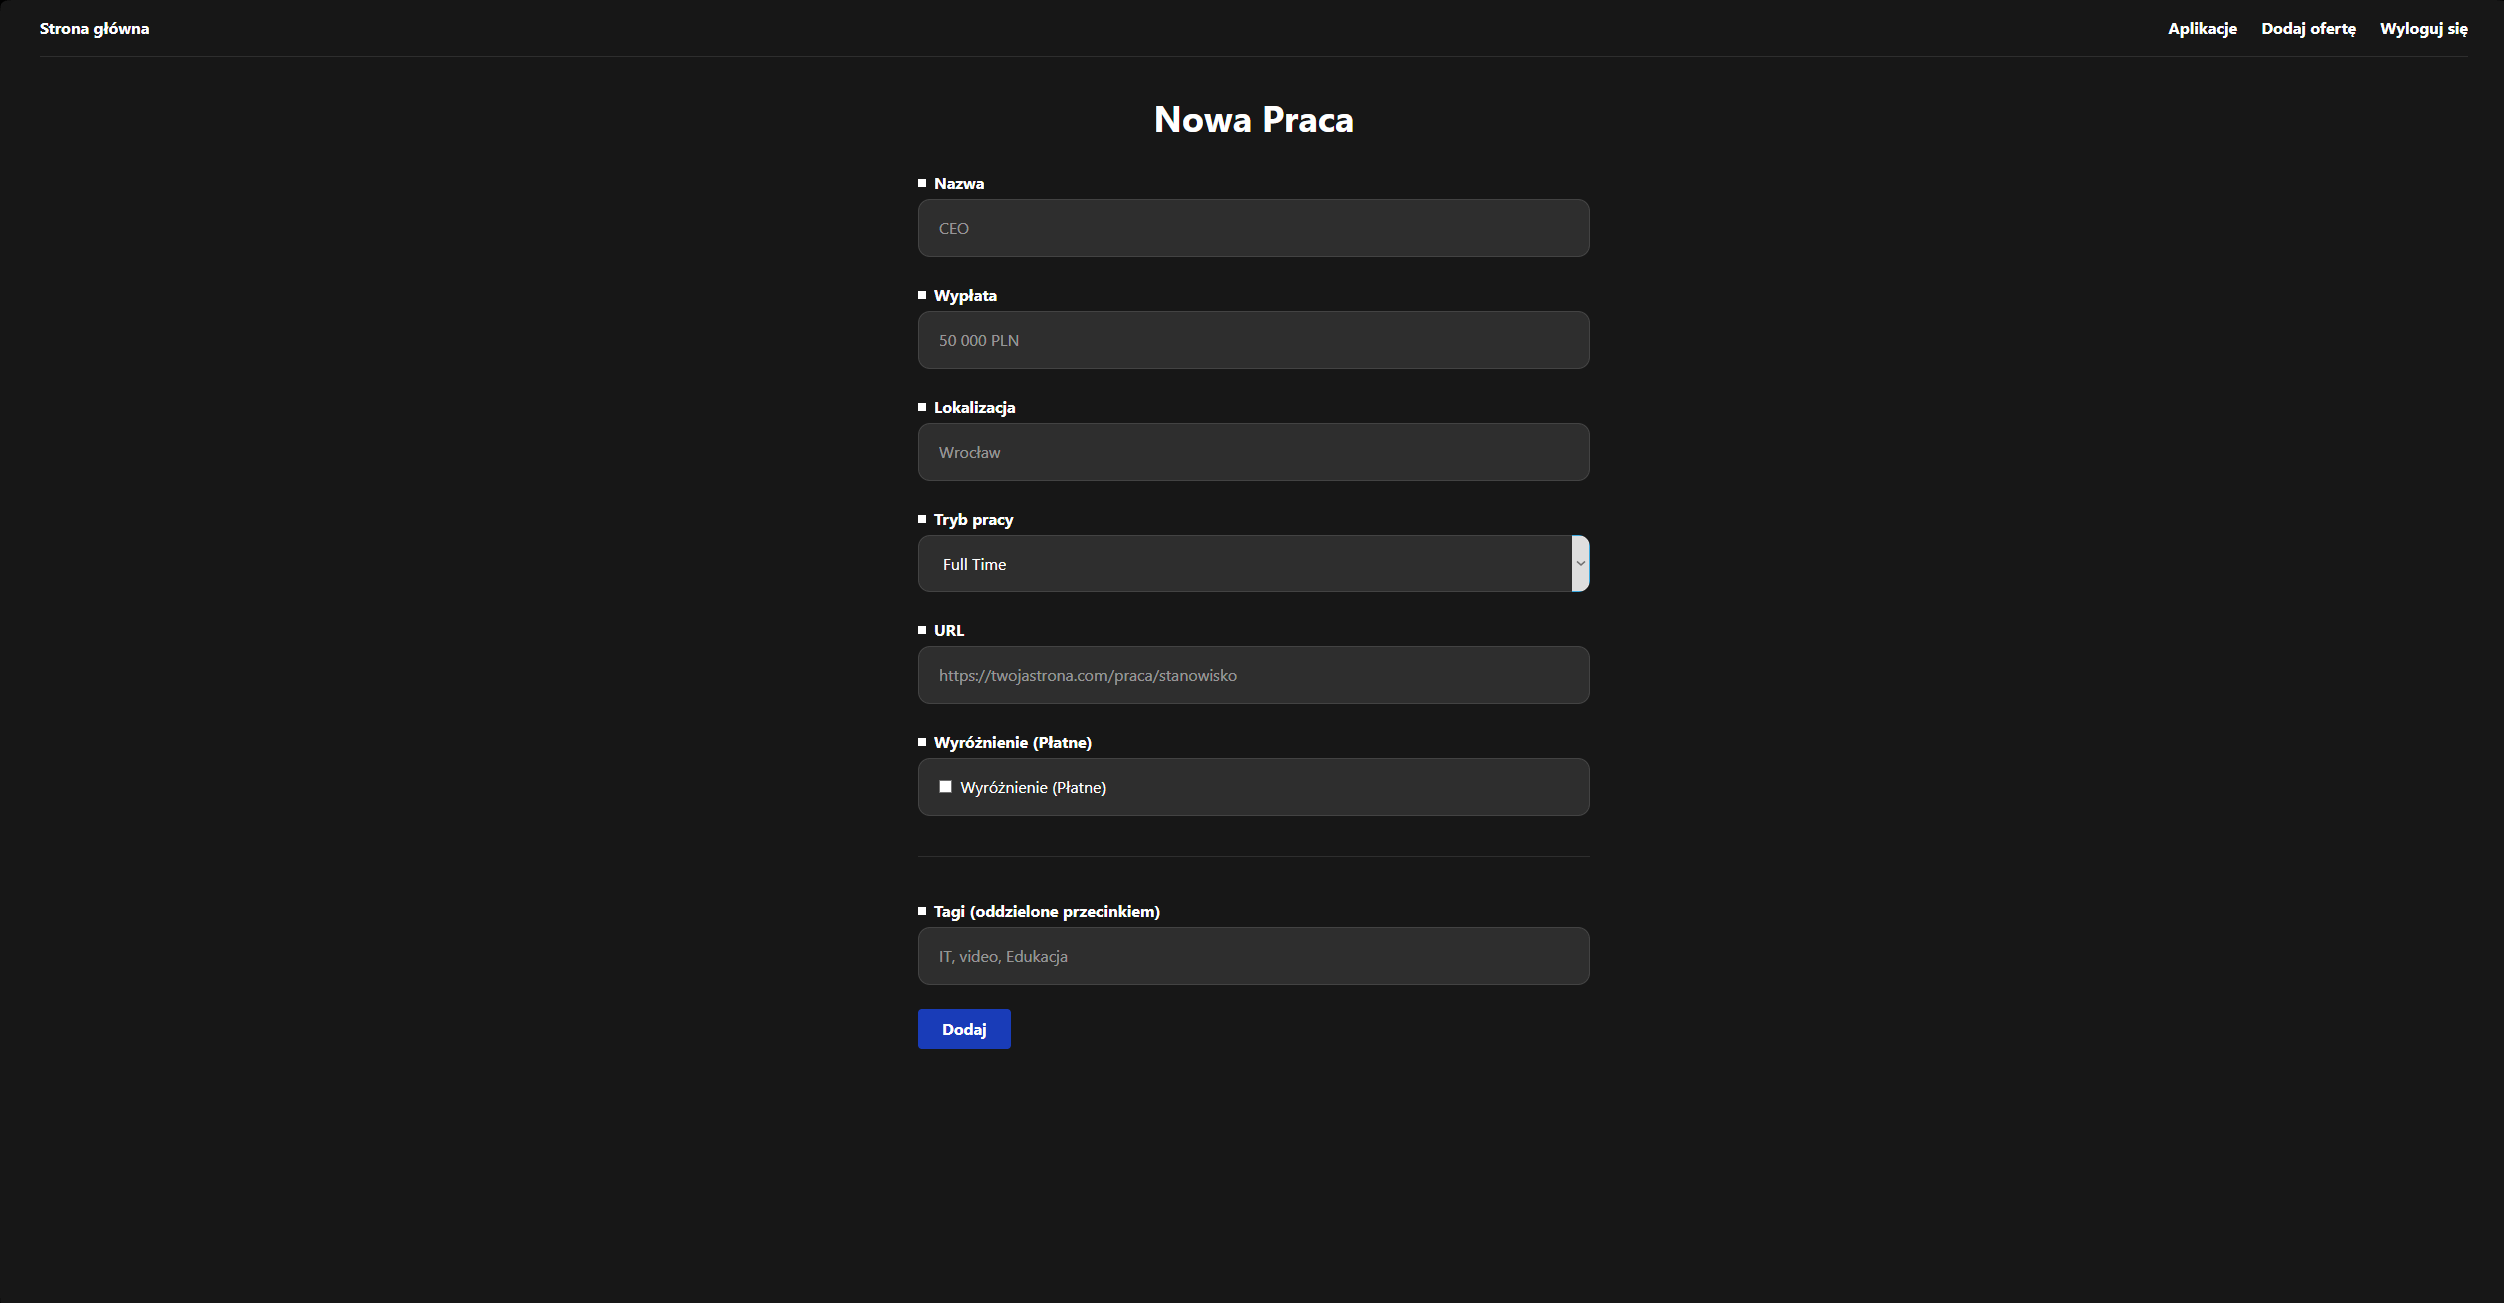 Strona główna
Aplikacje Dodaj ofertę Wyloguj się
Nowa Praca
Nazwa
CEO
Wypłata
50 000 PLN
Lokalizacja
Wrocław
Tryb pracy
Full Time
URL
https://twojastrona.com/praca/stanowisko
Wyróżnienie (Płatne)
Wyróżnienie (Płatne)
Tagi (oddzielone przecinkiem)
IT, video, Edukacja
Dodaj